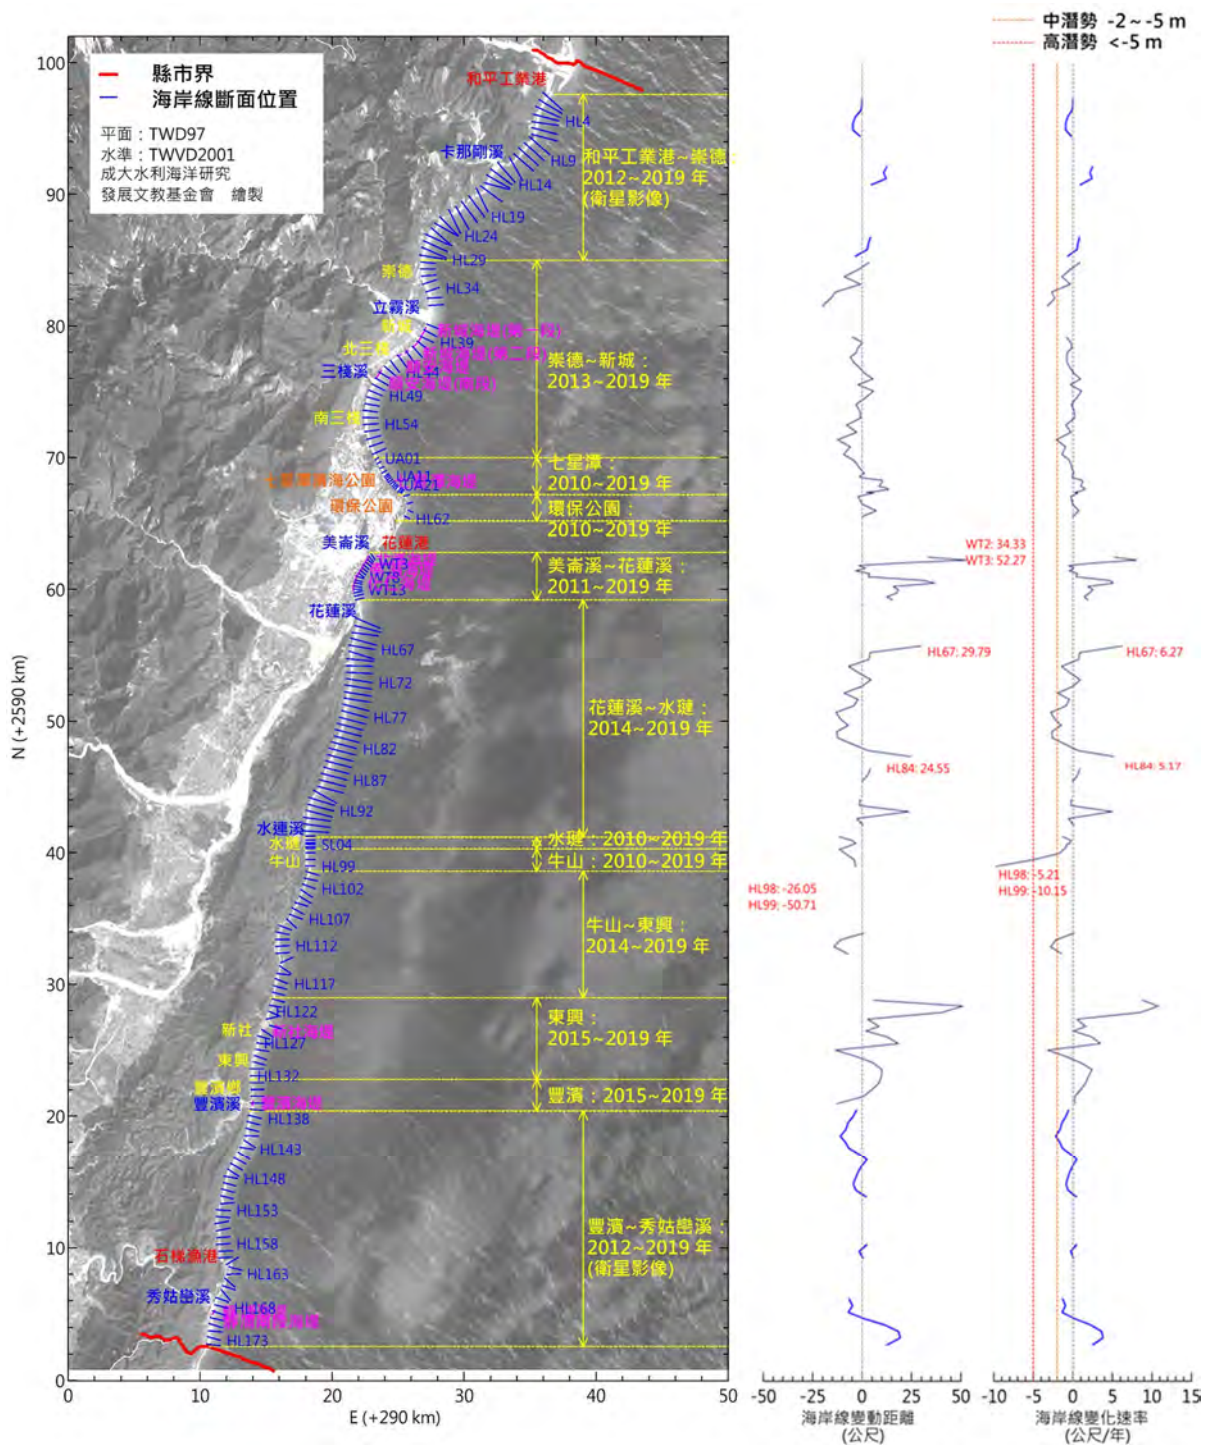 中潛勢 -2 ~ -5 m
高潛勢 <-5 m
縣市界
海岸線斷面位置
平面：TWD97
水準：TWVD2001
成大水利海洋研究
發展文教基金會 繪製
和平工業港
HL4
卡那剛溪
HL9
HL14
HL19
HL24
HL29
崇德
HL34
立霧溪
HL39
北三棧
三棧溪
HL44
HL49
南三棧
HL54
UA01
UA11
UA21
環保公園
HL62
美崙溪
花蓮港
WT3
WT8
WT13
花蓮溪
HL67
HL72
HL77
HL82
HL87
HL92
水連溪
水璉
SL04
牛山
HL99
HL102
HL107
HL112
HL117
HL122
新社
HL127
東興
HL132
豐濱鄉
豐濱溪
HL138
HL143
HL148
HL153
HL158
石梯漁港
HL163
秀姑巒溪
HL168
HL173
和平工業港~崇德：
2012~2019 年
(衛星影像)
崇德~新城：
2013~2019 年
七星潭：
2010~2019 年
環保公園：
2010~2019 年
美崙溪~花蓮溪：
2011~2019 年
花蓮溪~水璉：
2014~2019 年
水璉：2010~2019 年
牛山：2010~2019 年
牛山~東興：
2014~2019 年
東興：
2015~2019 年
豐濱：2015~2019 年
豐濱~秀姑巒溪：
2012~2019 年
(衛星影像)
WT2: 34.33
WT3: 52.27
HL67: 29.79
HL67: 6.27
HL84: 24.55
HL84: 5.17
HL98: -26.05
HL99: -50.71
HL98: -5.21
HL99: -10.15
N (+2590 km)
100
90
80
70
60
50
40
30
20
10
0
0 10 20 30 40 50
E (+290 km)
-50 -25 0 25 50
海岸線變動距離
(公尺)
-10 -5 0 5 10 15
海岸線變化速率
(公尺/年)